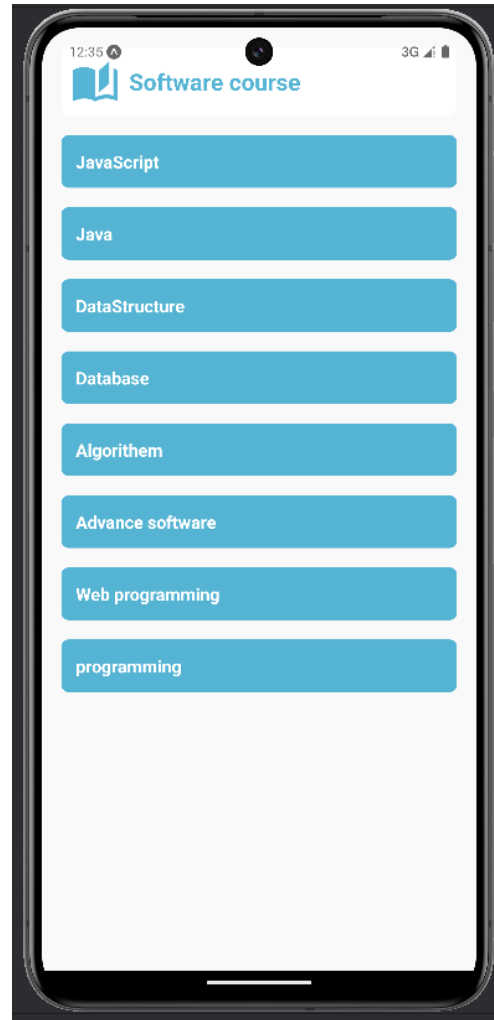 12:35
3G
Software course
JavaScript
Java
DataStructure
Database
Algorithem
Advance software
Web programming
programming